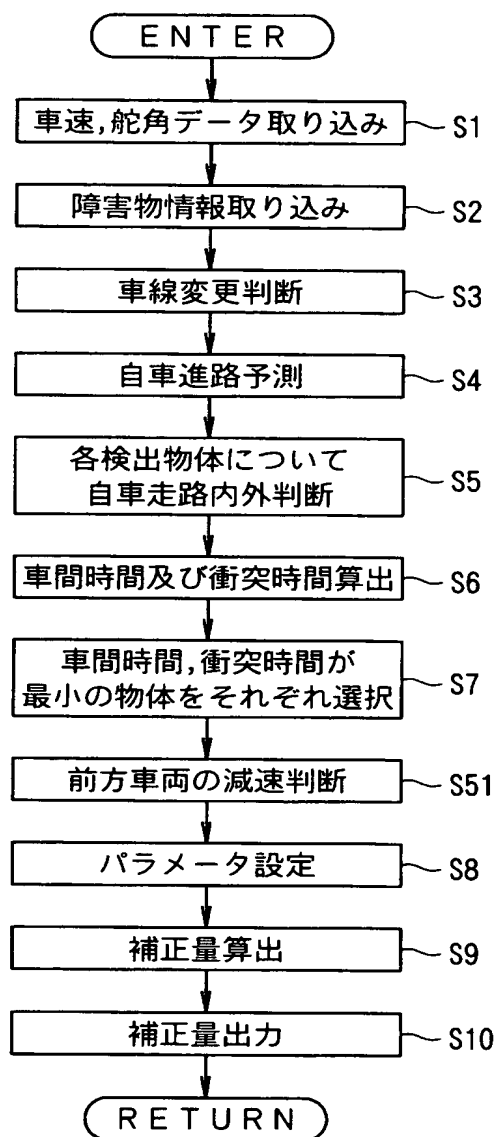 ENTER
車速,舵角データ取り込み S1
障害物情報取り込み S2
車線変更判断 S3
自車進路予測 S4
各検出物体について
自車走路内外判断 S5
車間時間及び衝突時間算出 S6
車間時間,衝突時間が
最小の物体をそれぞれ選択 S7
前方車両の減速判断 S51
パラメータ設定 S8
補正量算出 S9
補正量出力 S10
RETURN